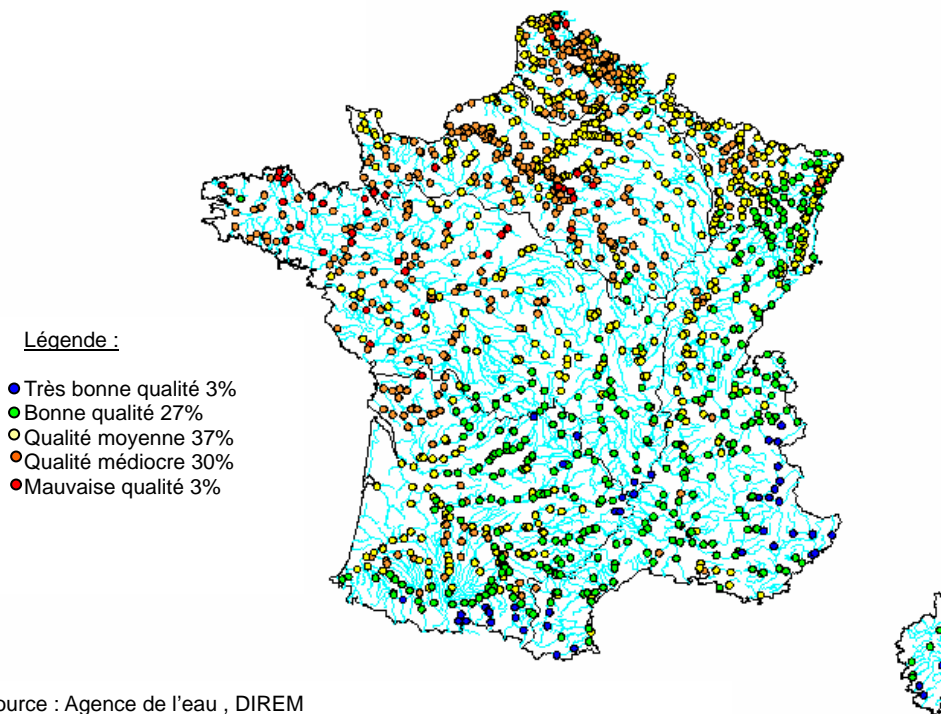 Légende :
Très bonne qualité 3%
Bonne qualité 27%
Qualité moyenne 37%
Qualité médiocre 30%
Mauvaise qualité 3%
ource : Agence de l'eau , DIREM